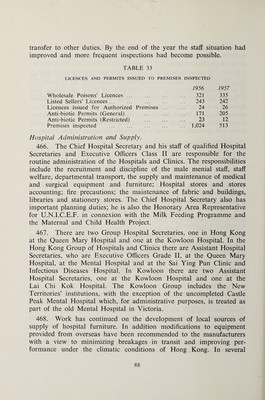 transfer to other duties. By the end of the year the staff situation had
improved and more frequent inspections had become possible.
TABLE 33
LICENCES AND PERMITS ISSUED TO PREMISES INSPECTED
1956 1957
Wholesale Poisons' Licences ... 321 335
Listed Sellers' Licences ... 243 242
Licences issued for Authorized Premises ... 24 26
Anti-biotic Permits (General) ... 171 205
Anti-biotic Permits (Restricted) ... 23 12
Premises inspected ... 1,024 513
Hospital Administration and Supply.
466. The Chief Hospital Secretary and his staff of qualified Hospital
Secretaries and Executive Officers Class II are responsible for the
routine administration of the Hospitals and Clinics. The responsibilities
include the recruitment and discipline of the male menial staff, staff
welfare, departmental transport, the supply and maintenance of medical
and surgical equipment and furniture; Hospital stores and stores
accounting; fire precautions; the maintenance of fabric and buildings,
libraries and stationery stores. The Chief Hospital Secretary also has
important planning duties; he is also the Honorary Area Representative
for U.N.I.C.E.F. in connexion with the Milk Feeding Programme and
the Maternal and Child Health Project.
467. There are two Group Hospital Secretaries, one in Hong Kong
at the Queen Mary Hospital and one at the Kowloon Hospital. In the
Hong Kong Group of Hospitals and Clinics there are Assistant Hospital
Secretaries, who are Executive Officers Grade II, at the Queen Mary
Hospital, at the Mental Hospital and at the Sai Ying Pun Clinic and
Infectious Diseases Hospital. In Kowloon there are two Assistant
Hospital Secretaries, one at the Kowloon Hospital and one at the
Lai Chi Kok Hospital. The Kowloon Group includes the New
Territories' institutions, with the exception of the uncompleted Castle
Peak Mental Hospital which, for administrative purposes, is treated as
part of the old Mental Hospital in Victoria.
468. Work has continued on the development of local sources of
supply of hospital furniture. In addition modifications to equipment
provided from overseas have been recommended to the manufacturers
with a view to minimizing breakages in transit and improving per-
formance under the climatic conditions of Hong Kong. In several
88